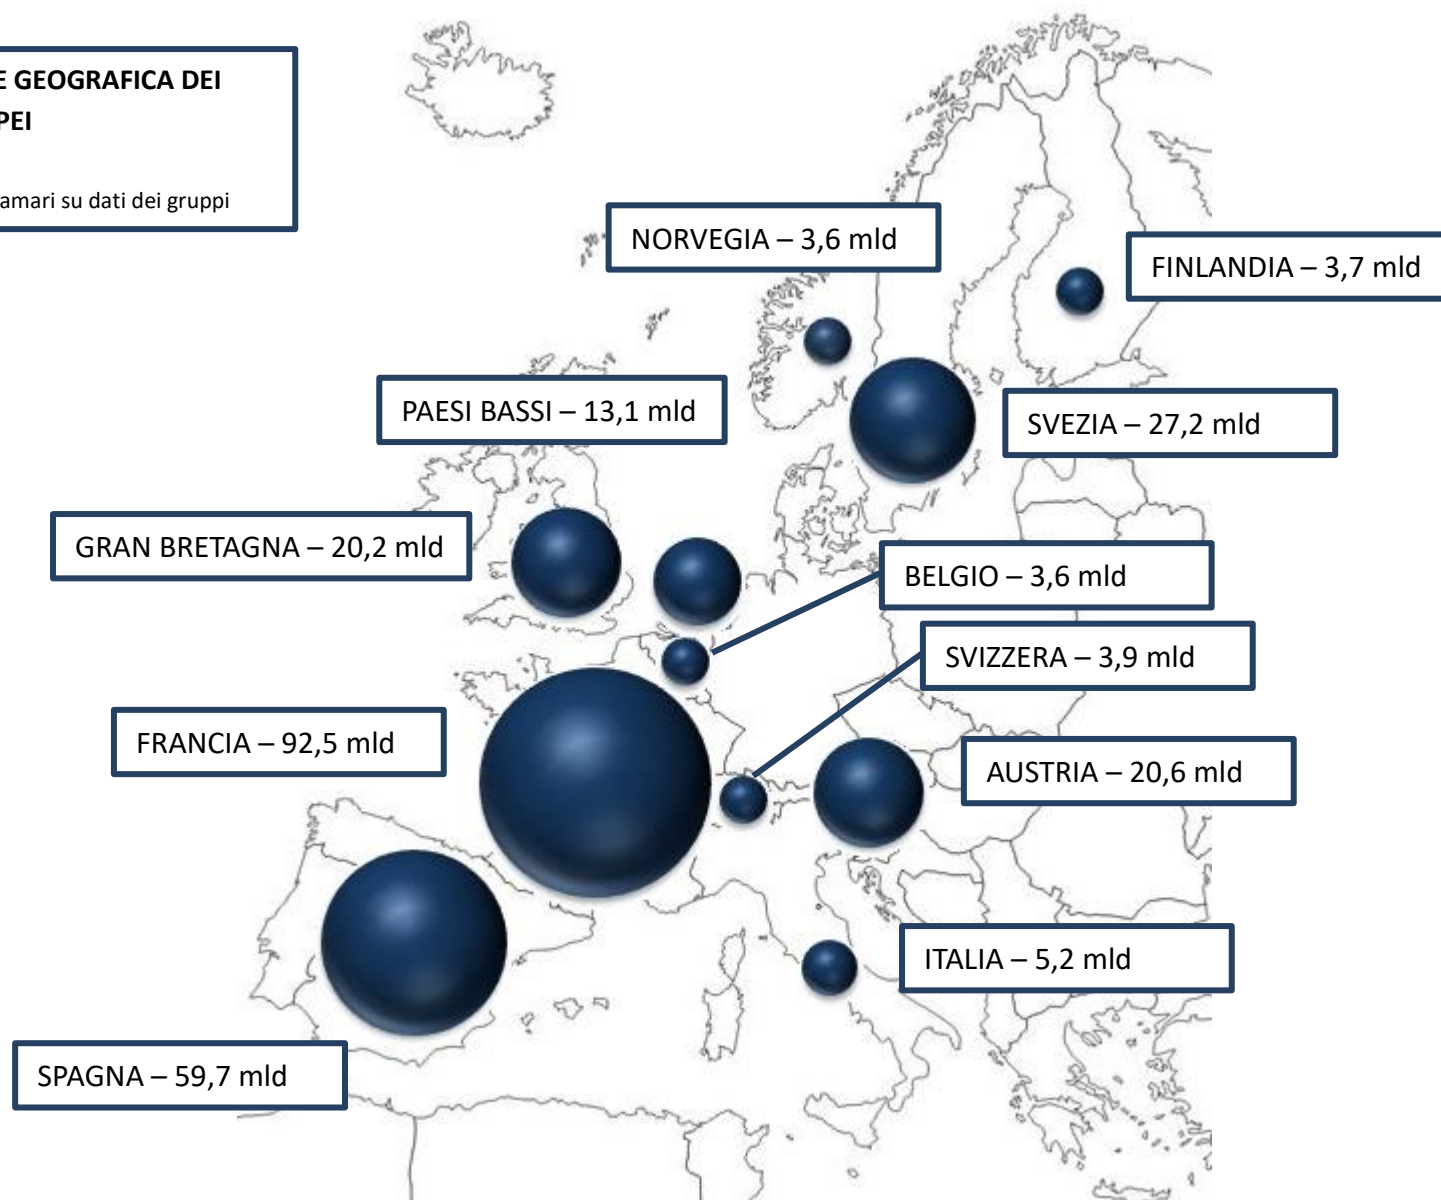 E GEOGRAFICA DEI
PEI
amari su dati dei gruppi
NORVEGIA – 3,6 mld
FINLANDIA – 3,7 mld
PAESI BASSI – 13,1 mld
SVEZIA – 27,2 mld
GRAN BRETAGNA – 20,2 mld
BELGIO – 3,6 mld
SVIZZERA – 3,9 mld
FRANCIA – 92,5 mld
AUSTRIA – 20,6 mld
ITALIA – 5,2 mld
SPAGNA – 59,7 mld